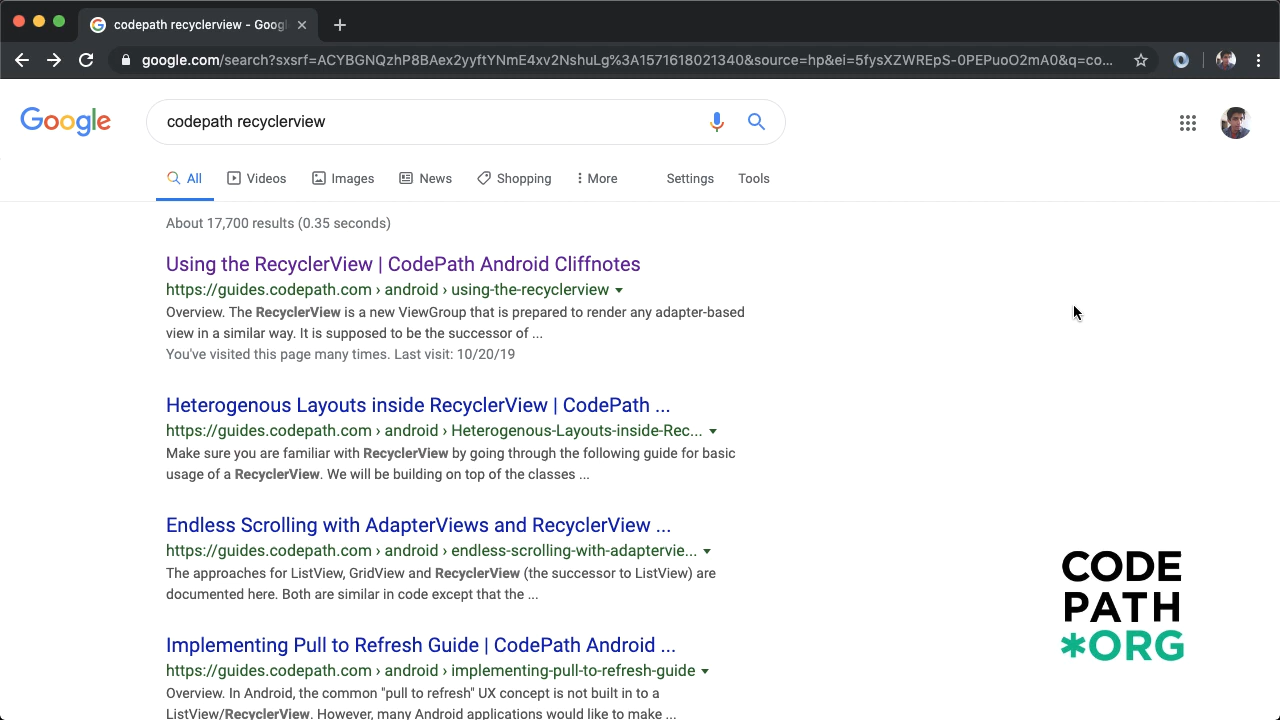 codepath recyclerview - Googl
google.com/search?sxsrf=ACYBGNQzhP8BAex2yyftYNmE4xv2NshuLg%3A1571618021340&source=hp&ei=5fysXZWREpS-0PEPuoO2mA0&q=co...
Google
codepath recyclerview
All Videos Images News Shopping More Settings Tools
About 17,700 results (0.35 seconds)
Using the RecyclerView | CodePath Android Cliffnotes
https://guides.codepath.com › android › using-the-recyclerview
Overview. The RecyclerView is a new ViewGroup that is prepared to render any adapter-based
view in a similar way. It is supposed to be the successor of ...
You've visited this page many times. Last visit: 10/20/19
Heterogenous Layouts inside RecyclerView | CodePath ...
https://guides.codepath.com › android › Heterogenous-Layouts-inside-Rec...
Make sure you are familiar with RecyclerView by going through the following guide for basic
usage of a RecyclerView. We will be building on top of the classes ...
Endless Scrolling with AdapterViews and RecyclerView ...
https://guides.codepath.com › android › endless-scrolling-with-adaptervie...
The approaches for ListView, GridView and RecyclerView (the successor to ListView) are
documented here. Both are similar in code except that the ...
Implementing Pull to Refresh Guide | CodePath Android ...
https://guides.codepath.com › android › implementing-pull-to-refresh-guide
Overview. In Android, the common "pull to refresh" UX concept is not built in to a
ListView/RecyclerView. However, many Android applications would like to make ...
CODE
PATH
*ORG